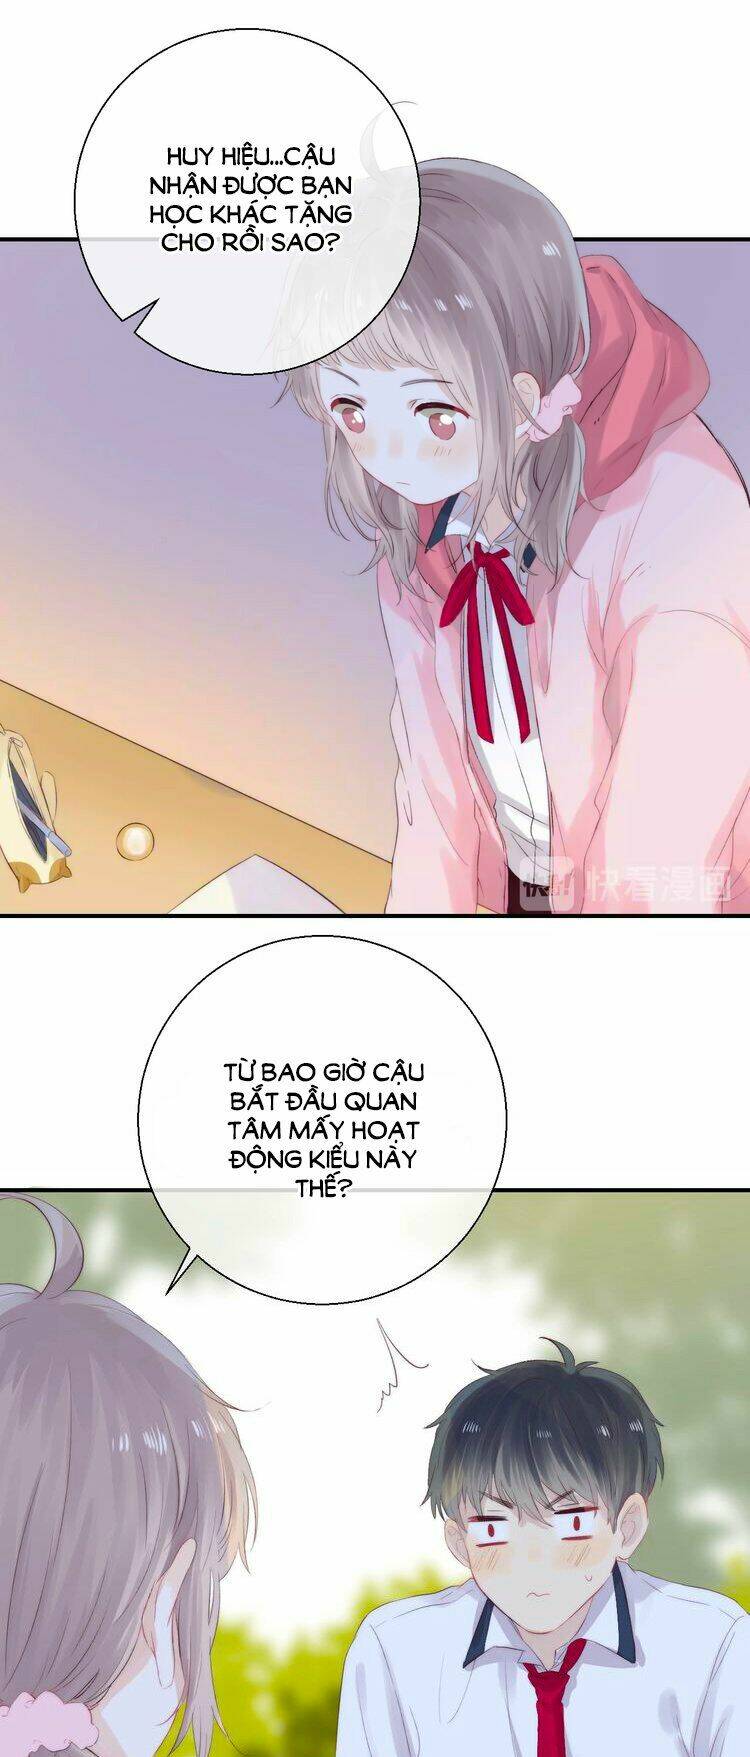 HUY HIỆU...CẬU
NHẬN ĐƯỢC BẠN
HỌC KHÁC TẶNG
CHO RỒI SAO?
快看漫画
TỪ BAO GIỜ CẬU
BẮT ĐẦU QUAN
TÂM MẤY HOẠT
ĐỘNG KIỂU NÀY
THẾ?